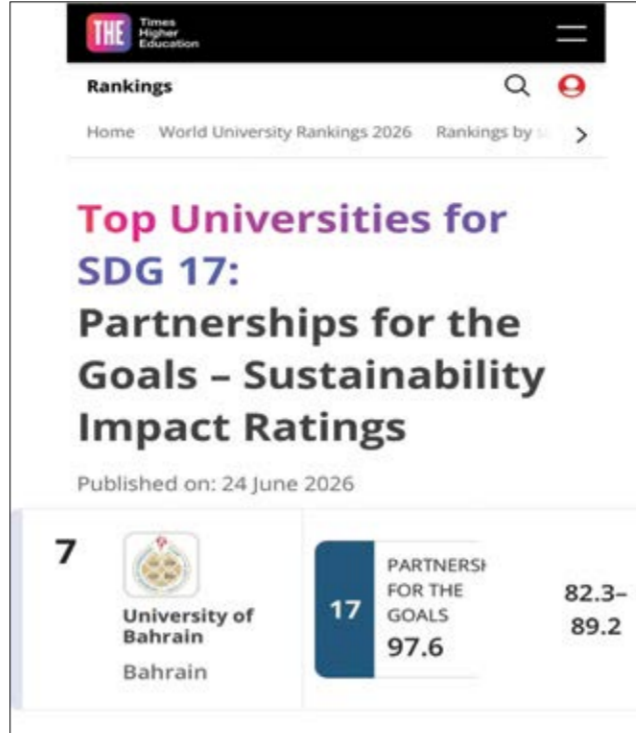 THE Times
Higher
Education
Rankings
Home World University Rankings 2026 Rankings by
Top Universities for
SDG 17:
Partnerships for the
Goals – Sustainability
Impact Ratings
Published on: 24 June 2026
7
University of
Bahrain
Bahrain
17
PARTNERSH
FOR THE
GOALS
97.6
82.3–
89.2